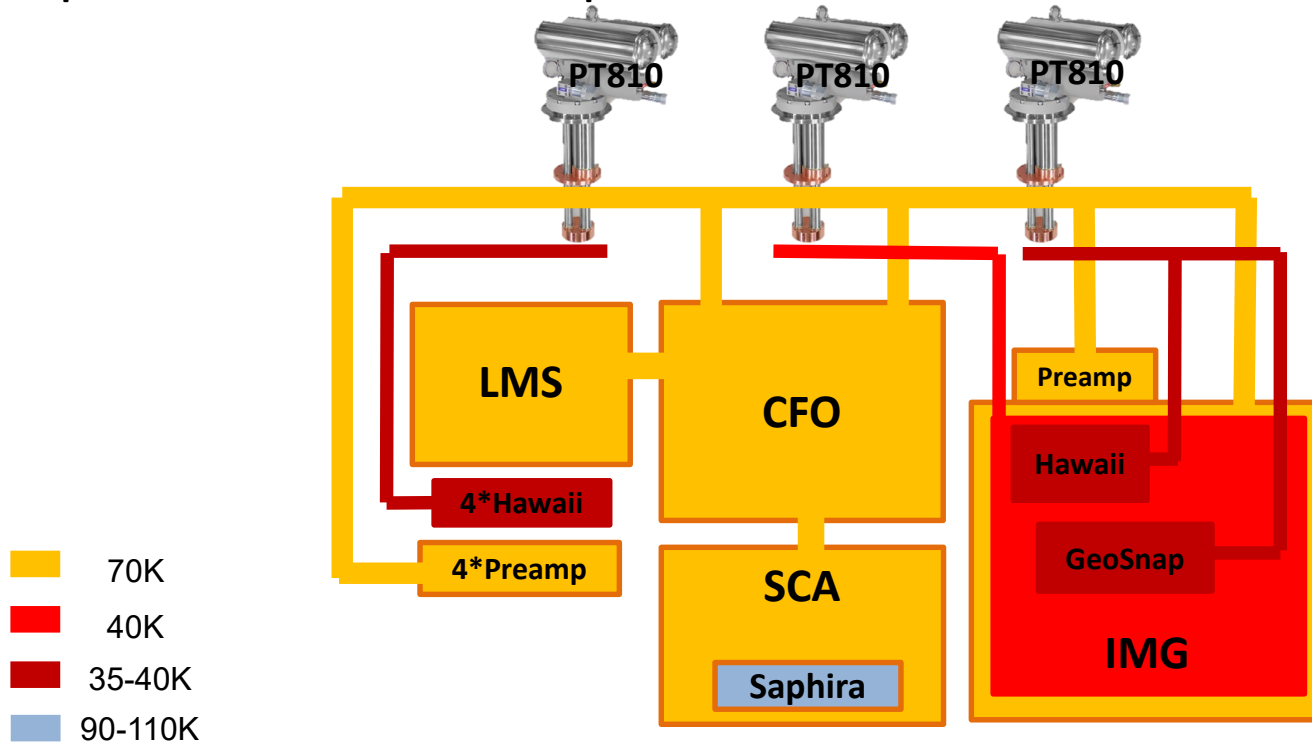 PT810
PT810
PT810
LMS
CFO
Preamp
Hawaii
4*Hawaii
4*Preamp
GeoSnap
SCA
IMG
Saphira
70K
40K
35-40K
90-110K